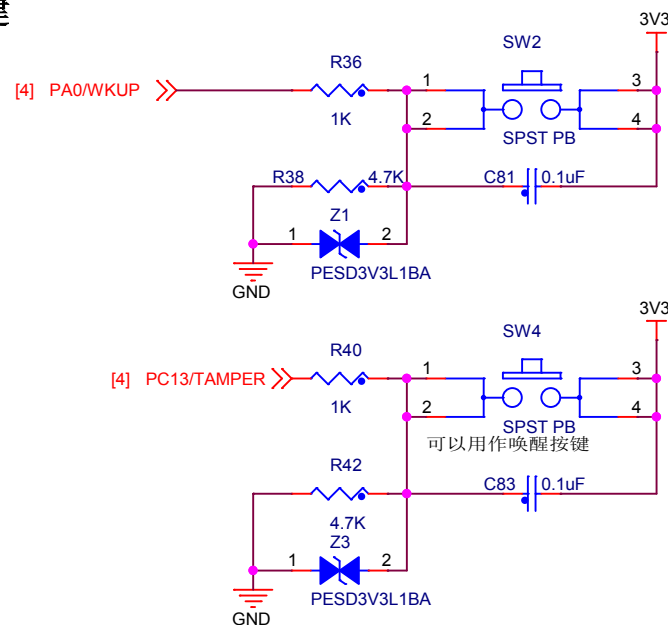 3V3
SW2
R36
[4] PA0/WKUP
1
3
1K
2
4
SPST PB
R38
4.7K
C81
0.1uF
Z1
1
2
PESD3V3L1BA
GND
3V3
SW4
R40
[4] PC13/TAMPER
1
3
1K
2
4
SPST PB
可以用作唤醒按键
R42
C83
0.1uF
4.7K
Z3
1
2
PESD3V3L1BA
GND